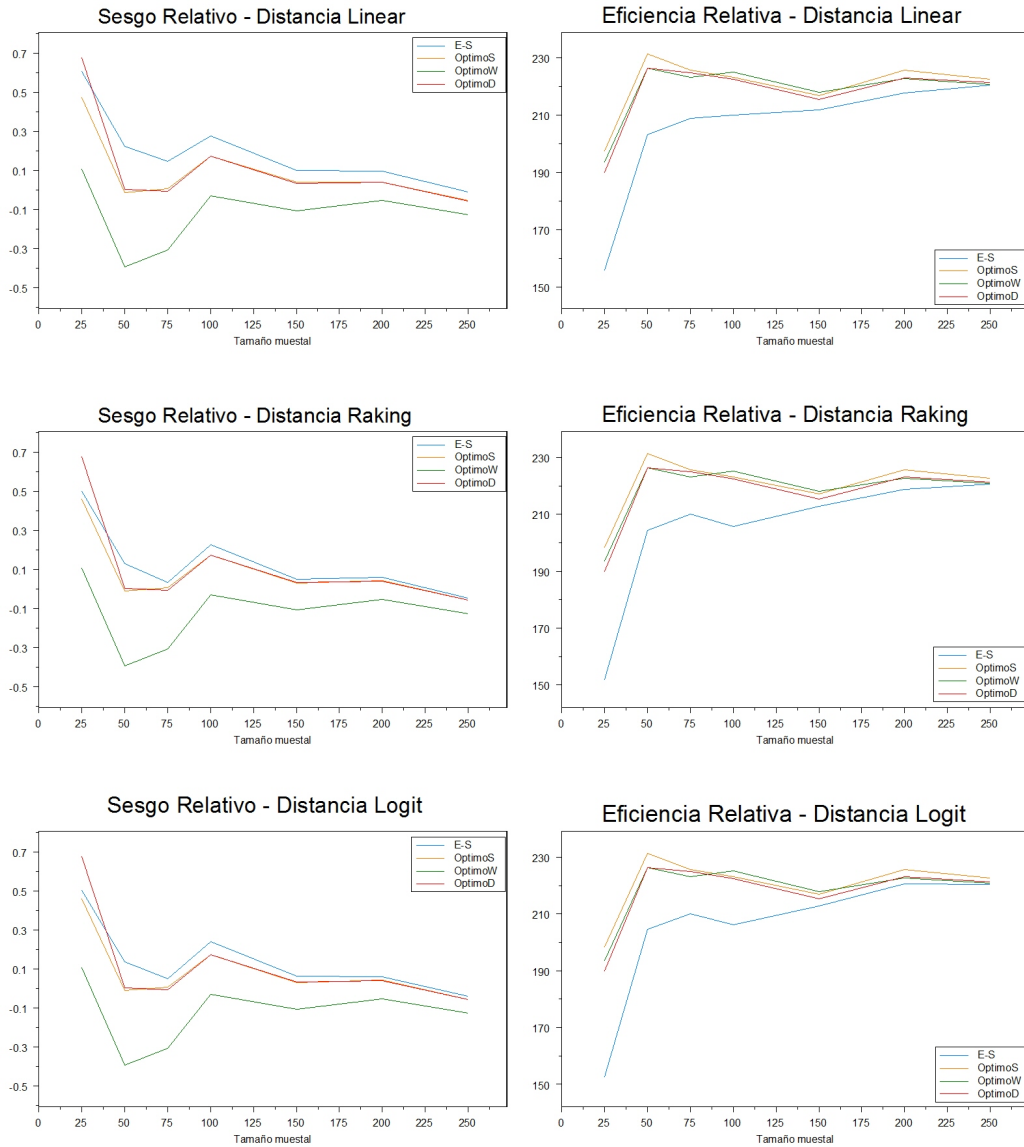 Sesgo Relativo - Distancia Linear
0.7
0.5
0.3
0.1
-0.1
-0.3
-0.5
E-S
OptimoS
OptimoW
OptimoD
0 25 50 75 100 125 150 175 200 225 250
Tamaño muestal
Eficiencia Relativa - Distancia Linear
230
210
190
170
150
E-S
OptimoS
OptimoW
OptimoD
0 25 50 75 100 125 150 175 200 225 250
Tamaño muestal
Sesgo Relativo - Distancia Raking
0.7
0.5
0.3
0.1
-0.1
-0.3
-0.5
E-S
OptimoS
OptimoW
OptimoD
0 25 50 75 100 125 150 175 200 225 250
Tamaño muestal
Eficiencia Relativa - Distancia Raking
230
210
190
170
150
E-S
OptimoS
OptimoW
OptimoD
0 25 50 75 100 125 150 175 200 225 250
Tamaño muestal
Sesgo Relativo - Distancia Logit
0.7
0.5
0.3
0.1
-0.1
-0.3
-0.5
E-S
OptimoS
OptimoW
OptimoD
0 25 50 75 100 125 150 175 200 225 250
Tamaño muestal
Eficiencia Relativa - Distancia Logit
230
210
190
170
150
E-S
OptimoS
OptimoW
OptimoD
0 25 50 75 100 125 150 175 200 225 250
Tamaño muestal